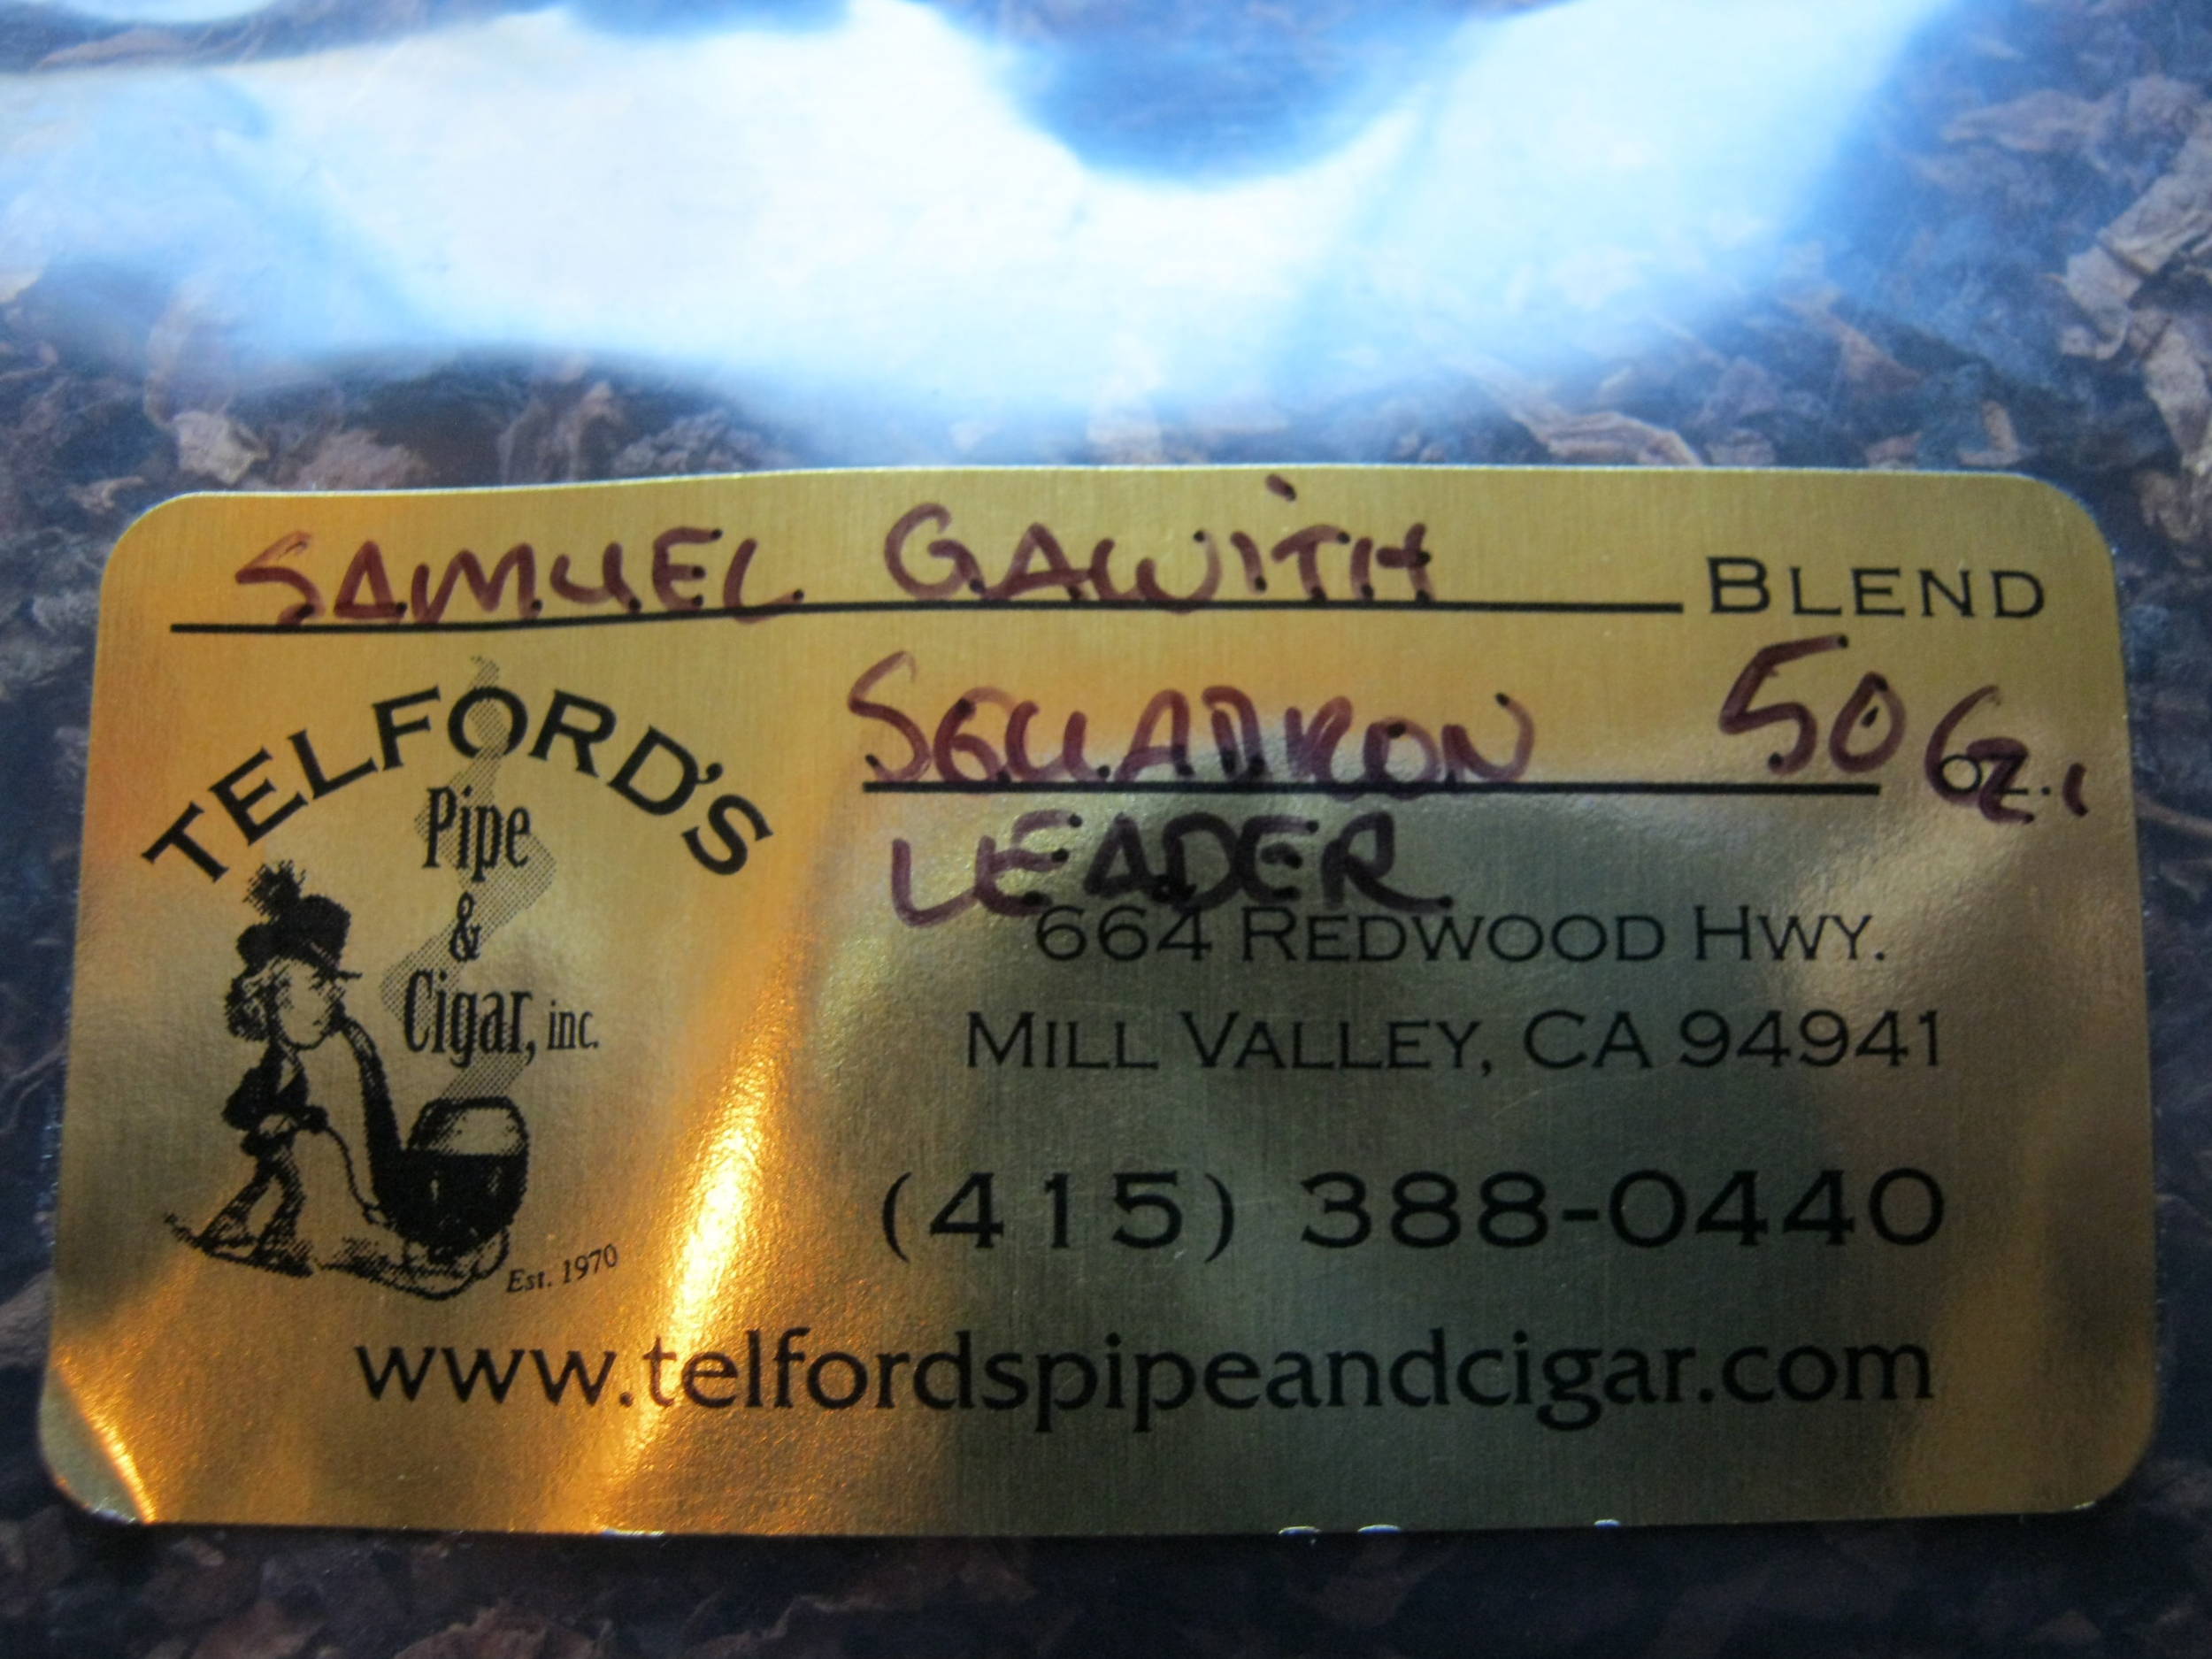 SAMUEL GAWITH BLEND
SQUADRON 50 G.
OZ.
LEADER
TELFORD'S
Pipe
&
Cigar, inc.
Est. 1970
664 REDWOOD HWY.
MILL VALLEY, CA 94941
(415) 388-0440
www.telfordspipeandcigar.com